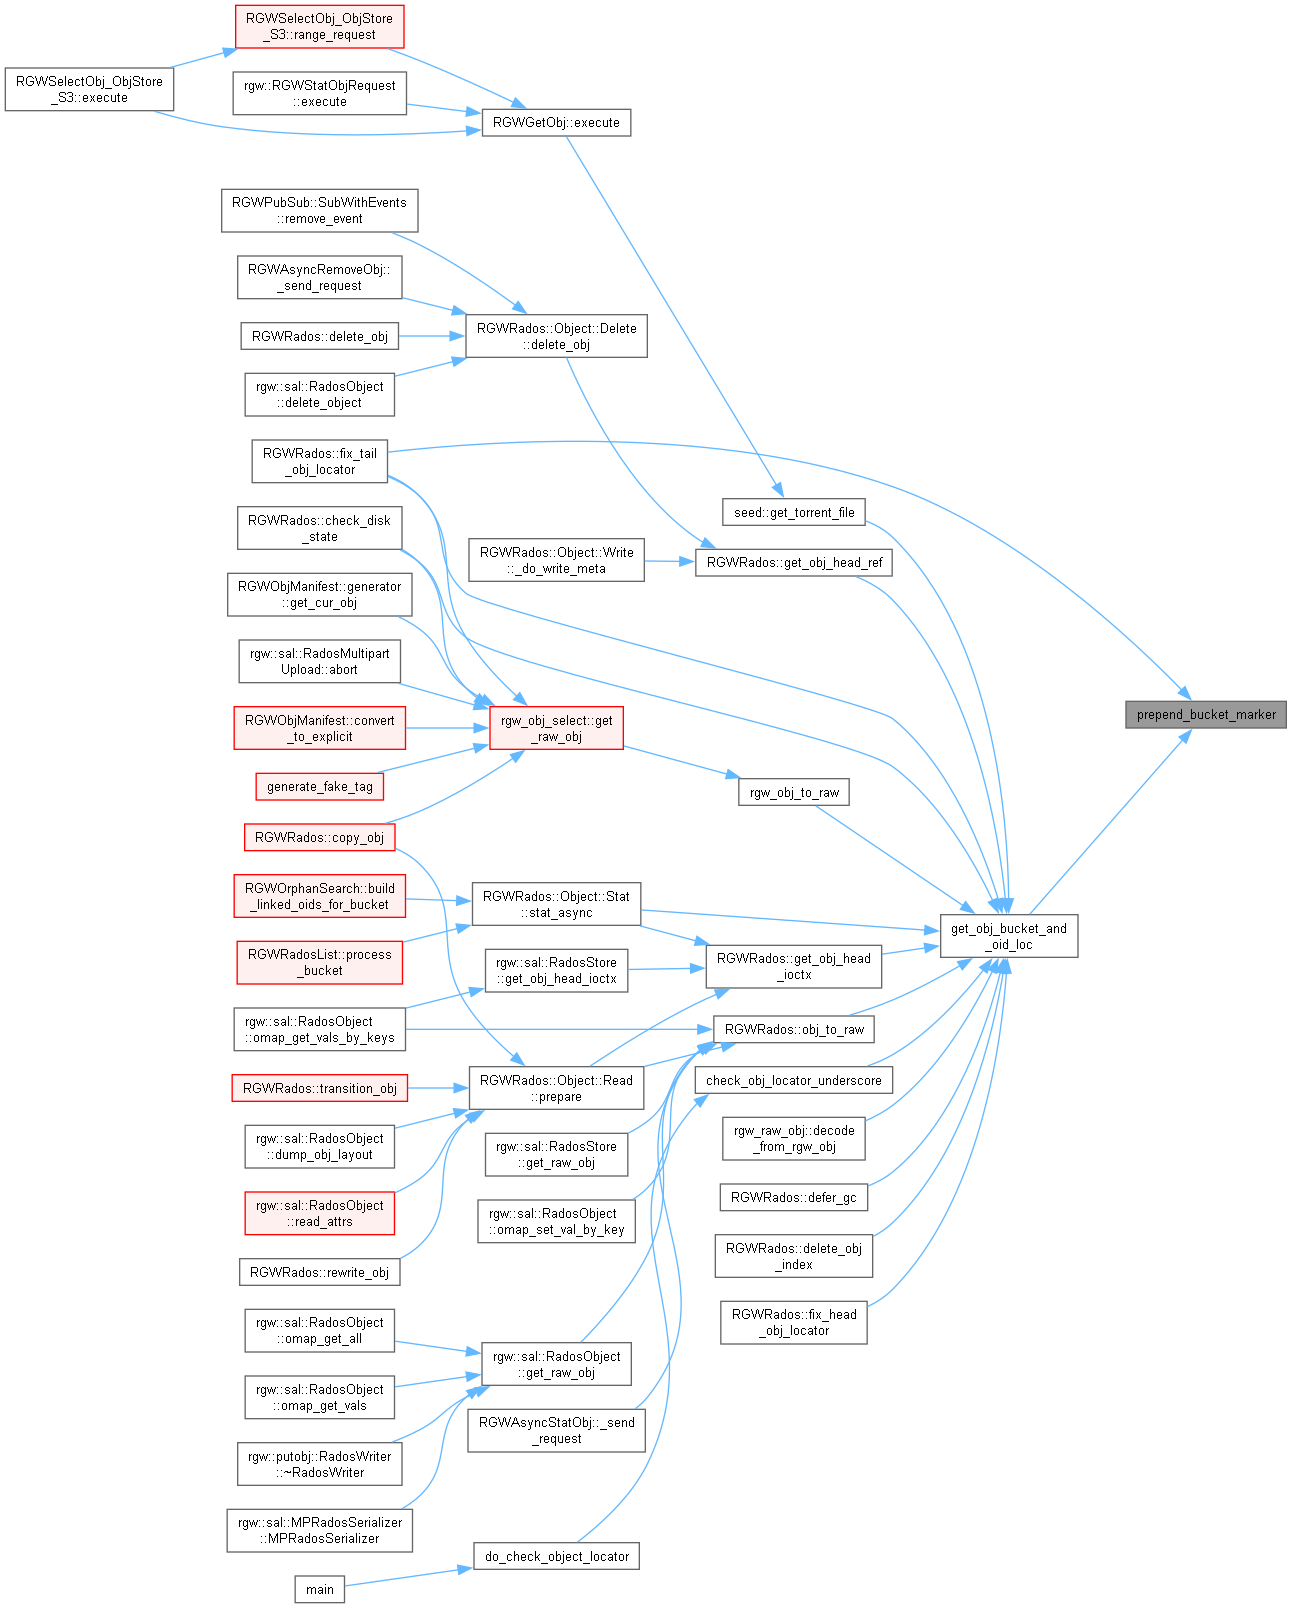 RGWSelectObj_ObjStore
_S3::range_request
RGWSelectObj_ObjStore
_S3::execute
rgw::RGWStatObjRequest
::execute
RGWGetObj::execute
RGWPubSub::SubWithEvents
::remove_event
RGWAsyncRemoveObj::
_send_request
RGWRados::Object::Delete
::delete_obj
RGWRados::delete_obj
rgw::sal::RadosObject
::delete_object
RGWRados::fix_tail
_obj_locator
RGWRados::check_disk
_state
seed::get_torrent_file
RGWRados::Object::Write
::_do_write_meta
RGWRados::get_obj_head_ref
RGWObjManifest::generator
::get_cur_obj
rgw::sal::RadosMultipart
Upload::abort
RGWObjManifest::convert
_to_explicit
rgw_obj_select::get
_raw_obj
prepend_bucket_marker
generate_fake_tag
rgw_obj_to_raw
RGWRados::copy_obj
RGWOrphanSearch::build
_linked_oids_for_bucket
RGWRados::Object::Stat
::stat_async
get_obj_bucket_and
_oid_loc
RGWRadosList::process
_bucket
rgw::sal::RadosStore
::get_obj_head_ioctx
RGWRados::get_obj_head
_ioctx
rgw::sal::RadosObject
::omap_get_vals_by_keys
RGWRados::obj_to_raw
RGWRados::transition_obj
RGWRados::Object::Read
::prepare
check_obj_locator_underscore
rgw::sal::RadosObject
::dump_obj_layout
rgw::sal::RadosStore
::get_raw_obj
rgw_raw_obj::decode
_from_rgw_obj
rgw::sal::RadosObject
::read_attrs
rgw::sal::RadosObject
::omap_set_val_by_key
RGWRados::defer_gc
RGWRados::rewrite_obj
RGWRados::delete_obj
_index
rgw::sal::RadosObject
::omap_get_all
RGWRados::fix_head
_obj_locator
rgw::sal::RadosObject
::get_raw_obj
rgw::sal::RadosObject
::omap_get_vals
RGWAsyncStatObj::_send
_request
rgw::putobj::RadosWriter
::~RadosWriter
rgw::sal::MPRadosSerializer
::MPRadosSerializer
do_check_object_locator
main